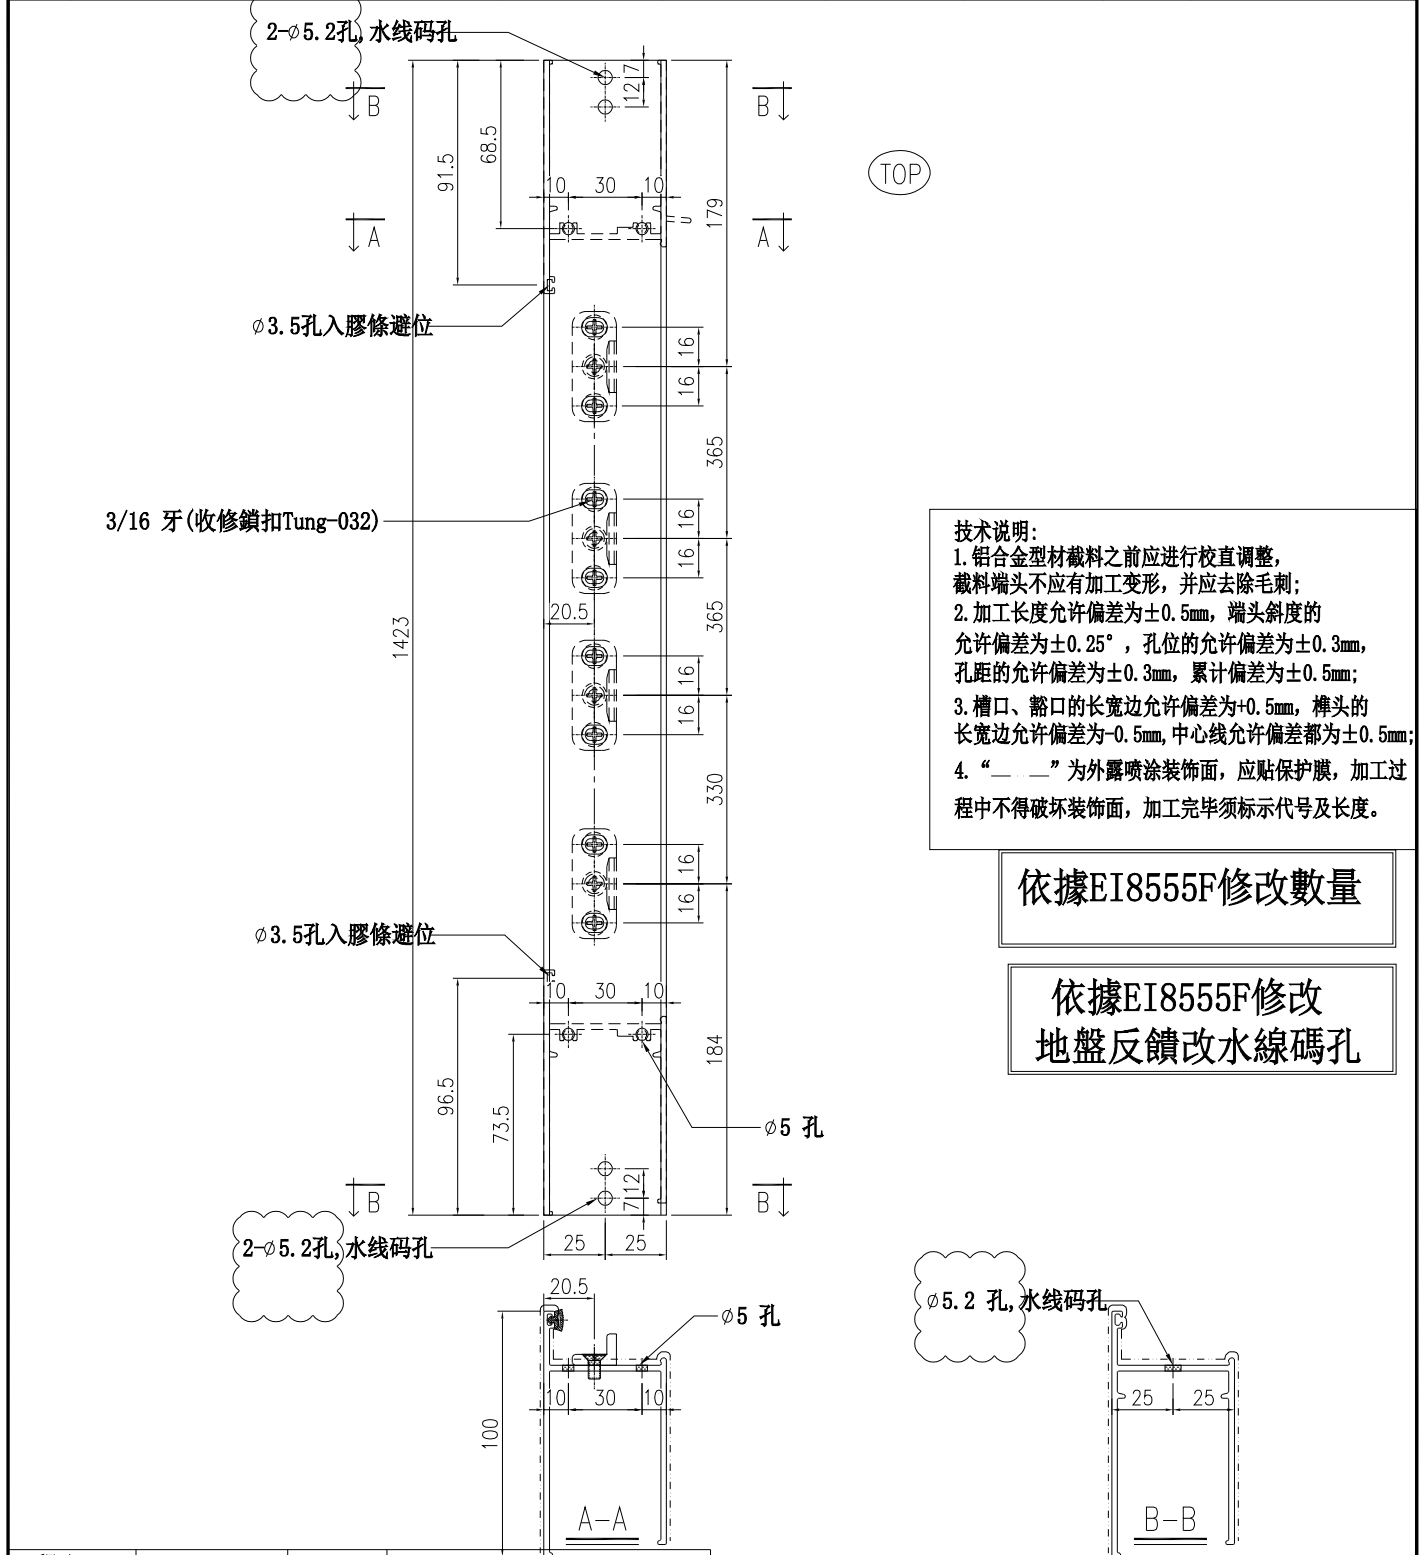 2-∅5.2孔,水线码孔
B
B
7
12
1423
91.5
68.5
10
30
10
179
TOP
A
A
∅3.5孔入膠條避位
16
16
365
3/16 牙(收修鎖扣Tung-032)
16
16
20.5
365
16
16
330
16
16
技术说明:
1.铝合金型材截料之前应进行校直调整,
截料端头不应有加工变形,并应去除毛刺;
2.加工长度允许偏差为±0.5mm,端头斜度的
允许偏差为±0.25°,孔位的允许偏差为±0.3mm,
孔距的允许偏差为±0.3mm,累计偏差为±0.5mm;
3.槽口、豁口的长宽边允许偏差为+0.5mm,榫头的
长宽边允许偏差为-0.5mm,中心线允许偏差都为±0.5mm;
4.“__ __”为外露喷涂装饰面,应贴保护膜,加工过
程中不得破坏装饰面,加工完毕须标示代号及长度。
依據EI8555F修改數量
依據EI8555F修改
地盤反饋改水線碼孔
∅3.5孔入膠條避位
10
30
10
96.5
73.5
184
∅5 孔
12
7
B
B
2-∅5.2孔,水线码孔
25
25
20.5
∅5 孔
10
30
10
100
A-A
∅5.2 孔,水线码孔
25
25
B-B